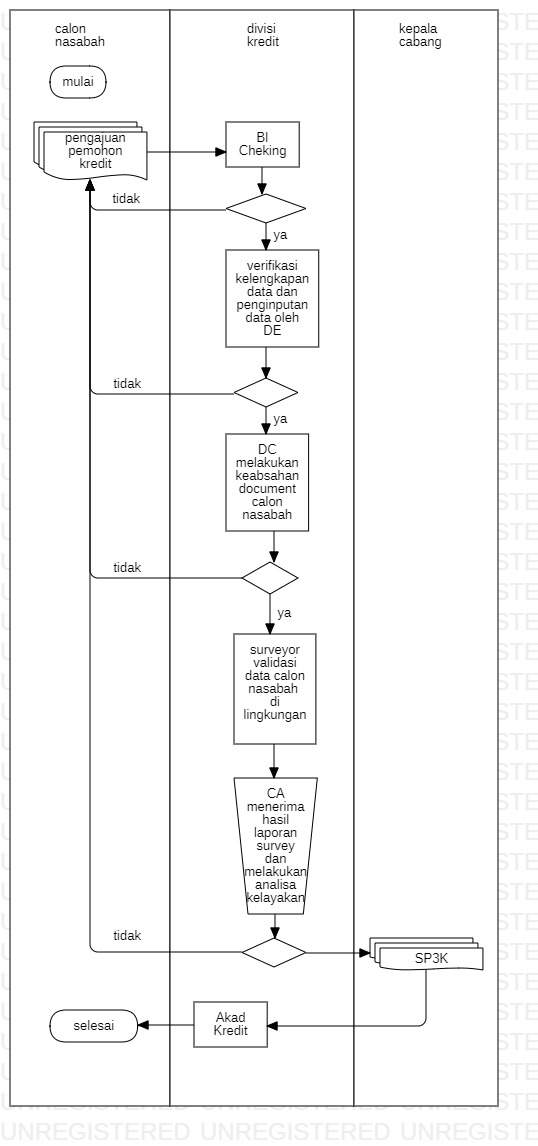 calon
nasabah
divisi
kredit
kepala
cabang
mulai
pengajuan
pemohon
kredit
BI
Cheking
tidak
ya
verifikasi
kelengkapan
data dan
penginputan
data oleh
DE
tidak
ya
DC
melakukan
keabsahan
document
calon
nasabah
tidak
ya
surveyor
validasi
data calon
nasabah
di
lingkungan
CA
menerima
hasil
laporan
survey
dan
melakukan
analisa
kelayakan
tidak
SP3K
Akad
Kredit
selesai
UNREGISTERED UNREGISTERED UNREGISTERED